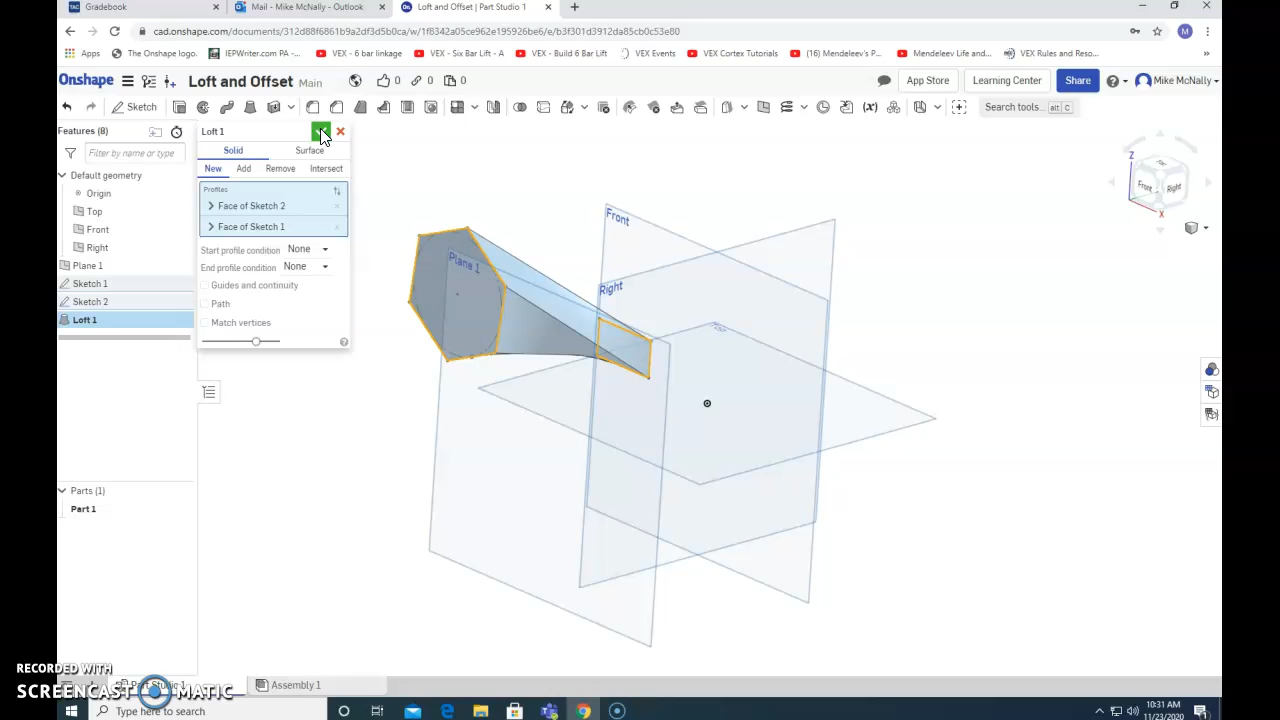 Gradebook
Mail - Mike McNally - Outlook
Loft and Offset | Part Studio 1
cad.onshape.com/documents/312d88f6861b9a2df3d5b0ca/w/1f8342a05ce962e195926be6/e/b3f301d3912da85cb0c53e80
M
Apps
The Onshape logo.
IEPWriter.com PA -...
VEX - 6 bar linkage
VEX - Six Bar Lift - A
VEX - Build 6 Bar Lift
VEX Events
VEX Cortex Tutorials
(16) Mendeleev's P...
Mendeleev Life and...
VEX Rules and Reso...
Onshape
Loft and Offset Main
0
0
0
App Store
Learning Center
Share
Mike McNally
Sketch
Search tools... alt C
Features (8)
Filter by name or type
Default geometry
Origin
Top
Front
Right
Plane 1
Sketch 1
Sketch 2
Loft 1
Loft 1
Solid
Surface
New
Add
Remove
Intersect
Profiles
Face of Sketch 2
Face of Sketch 1
Start profile condition None
End profile condition None
Guides and continuity
Path
Match vertices
Front
Plane 1
Right
Top
Z
Front
Right
X
Parts (1)
Part 1
RECORDED WITH
SCREENCAST MATIC
Part Studio 1
Assembly 1
Type here to search
10:31 AM
11/23/2020